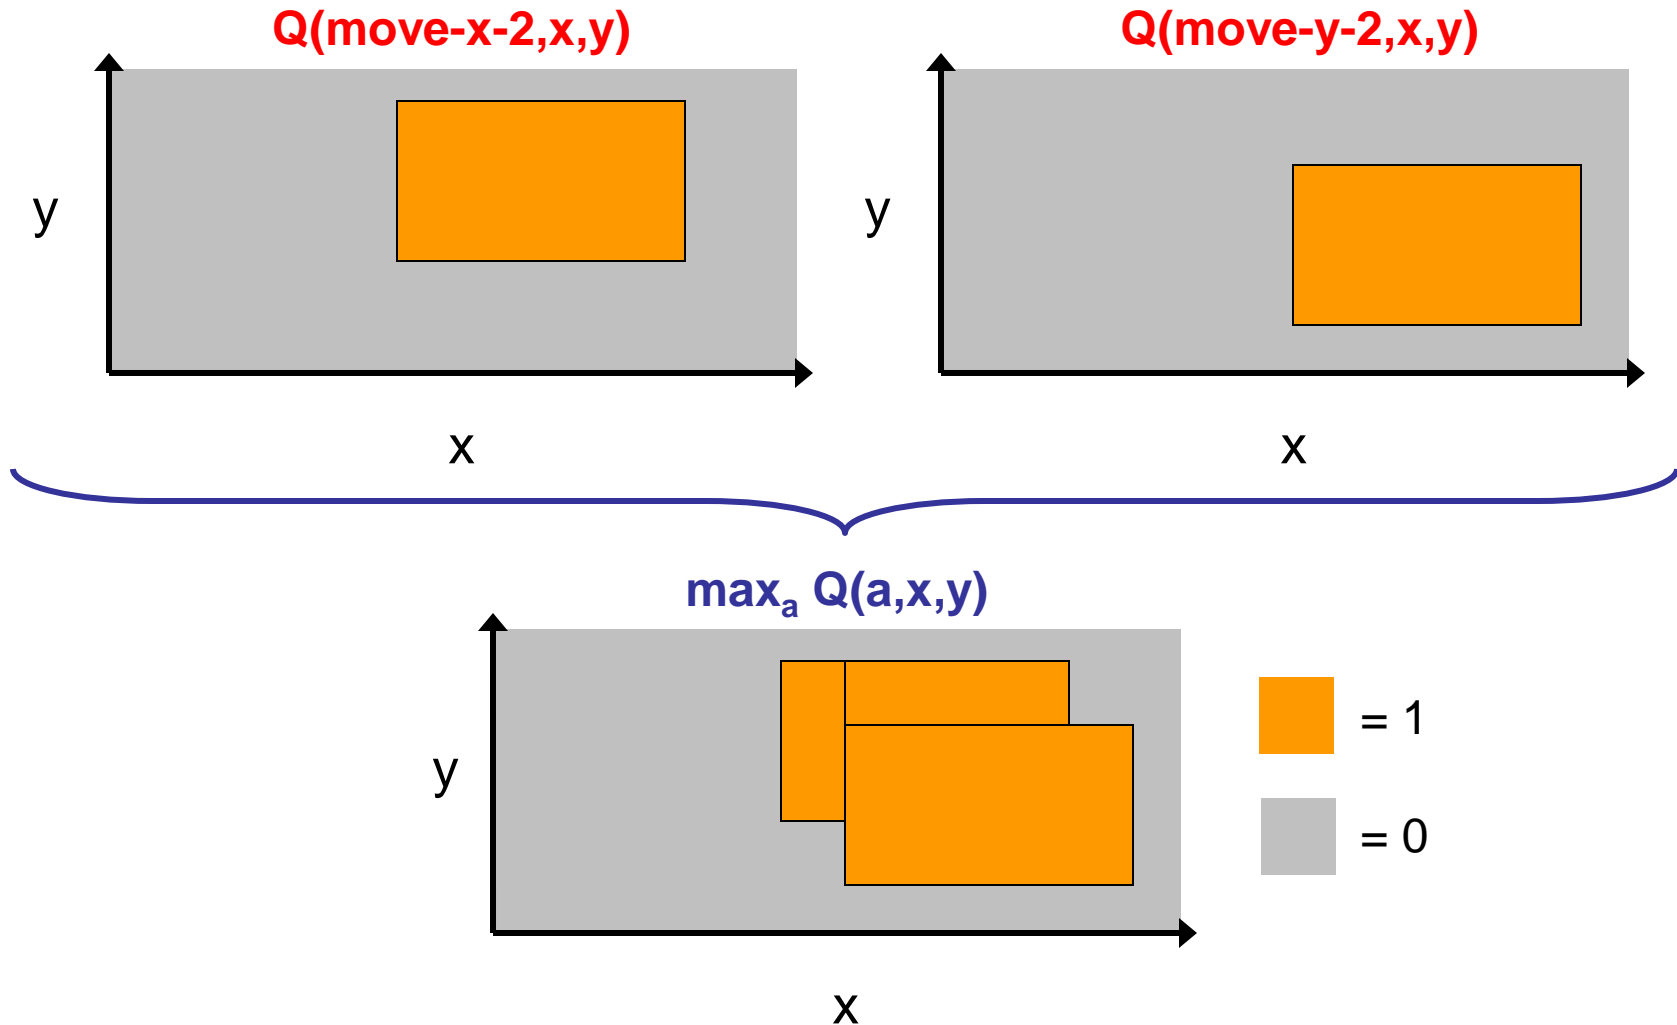 Q(move-x-2,x,y)
Q(move-y-2,x,y)
y
y
x
x
maxₐ Q(a,x,y)
y
= 1
= 0
x